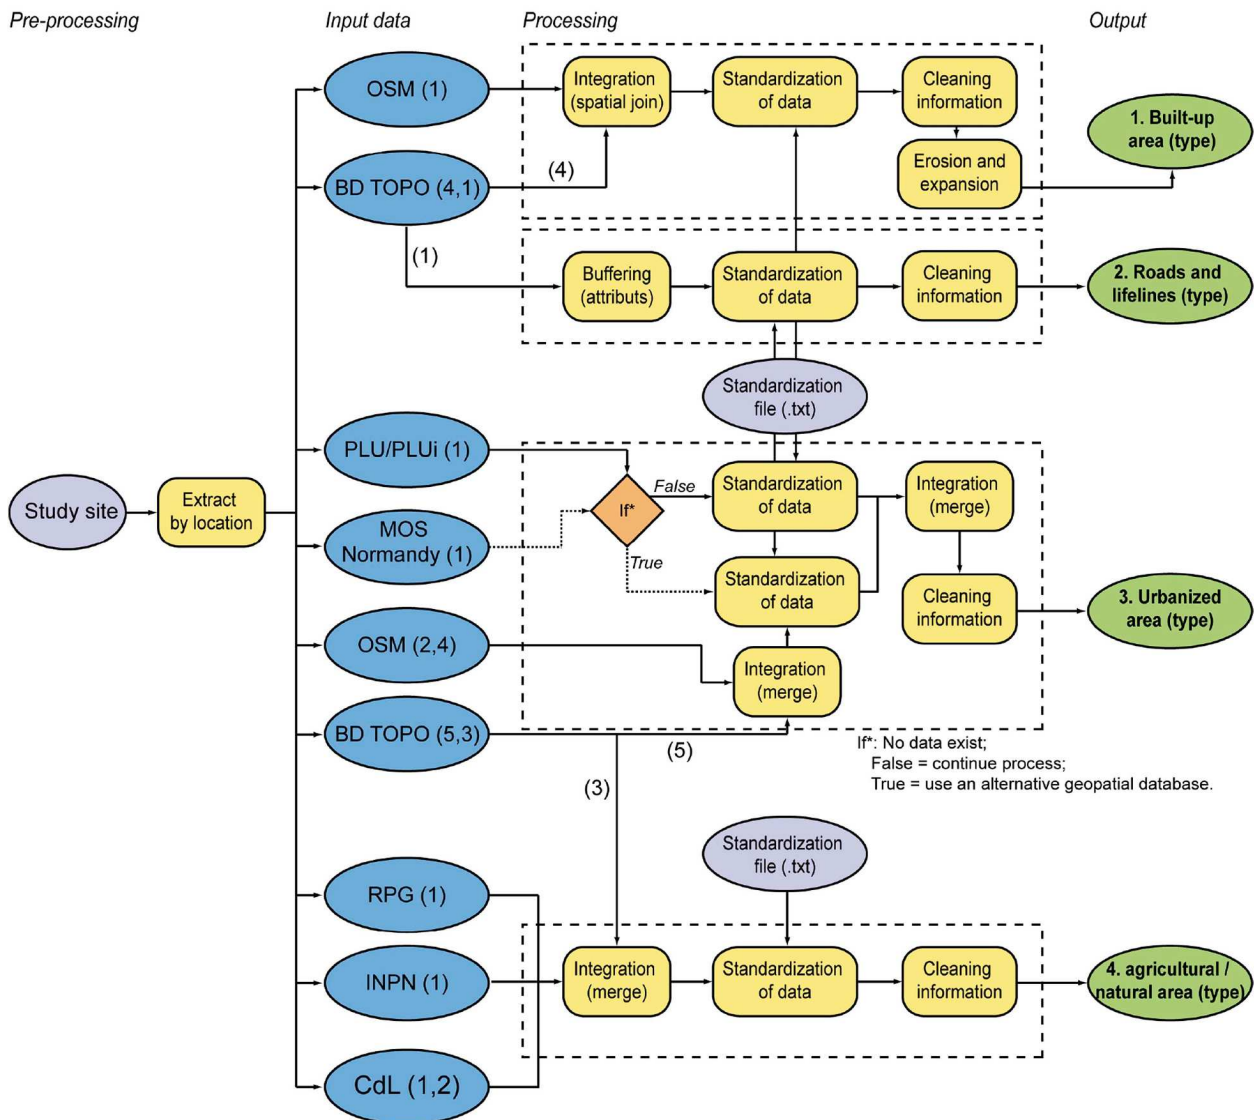 Pre-processing
Input data
Processing
Output
OSM (1)
Integration
(spatial join)
Standardization
of data
Cleaning
information
Erosion and
expansion
1. Built-up
area (type)
BD TOPO (4,1)
(4)
(1)
Buffering
(attributs)
Standardization
of data
Cleaning
information
2. Roads and
lifelines (type)
Standardization
file (.txt)
PLU/PLUi (1)
Study site
Extract
by location
MOS
Normandy (1)
If*
False
True
Standardization
of data
Integration
(merge)
Standardization
of data
Cleaning
information
3. Urbanized
area (type)
OSM (2,4)
Integration
(merge)
BD TOPO (5,3)
(5)
(3)
If*: No data exist;
False = continue process;
True = use an alternative geopatial database.
Standardization
file (.txt)
RPG (1)
INPN (1)
CdL (1,2)
Integration
(merge)
Standardization
of data
Cleaning
information
4. agricultural /
natural area (type)